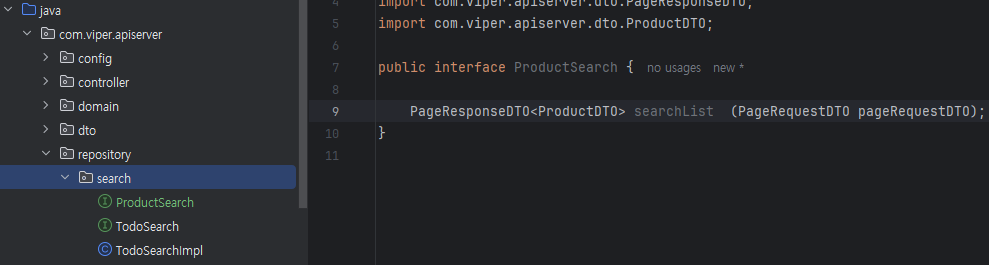 java
com.viper.apiserver
config
controller
domain
dto
repository
search
ProductSearch
TodoSearch
TodoSearchImpl
4 import com.viper.apiserver.dto.PageResponseDTO;
5 import com.viper.apiserver.dto.ProductDTO;
6
7 public interface ProductSearch { no usages new *
8
9 PageResponseDTO<ProductDTO> searchList (PageRequestDTO pageRequestDTO);
10 }
11